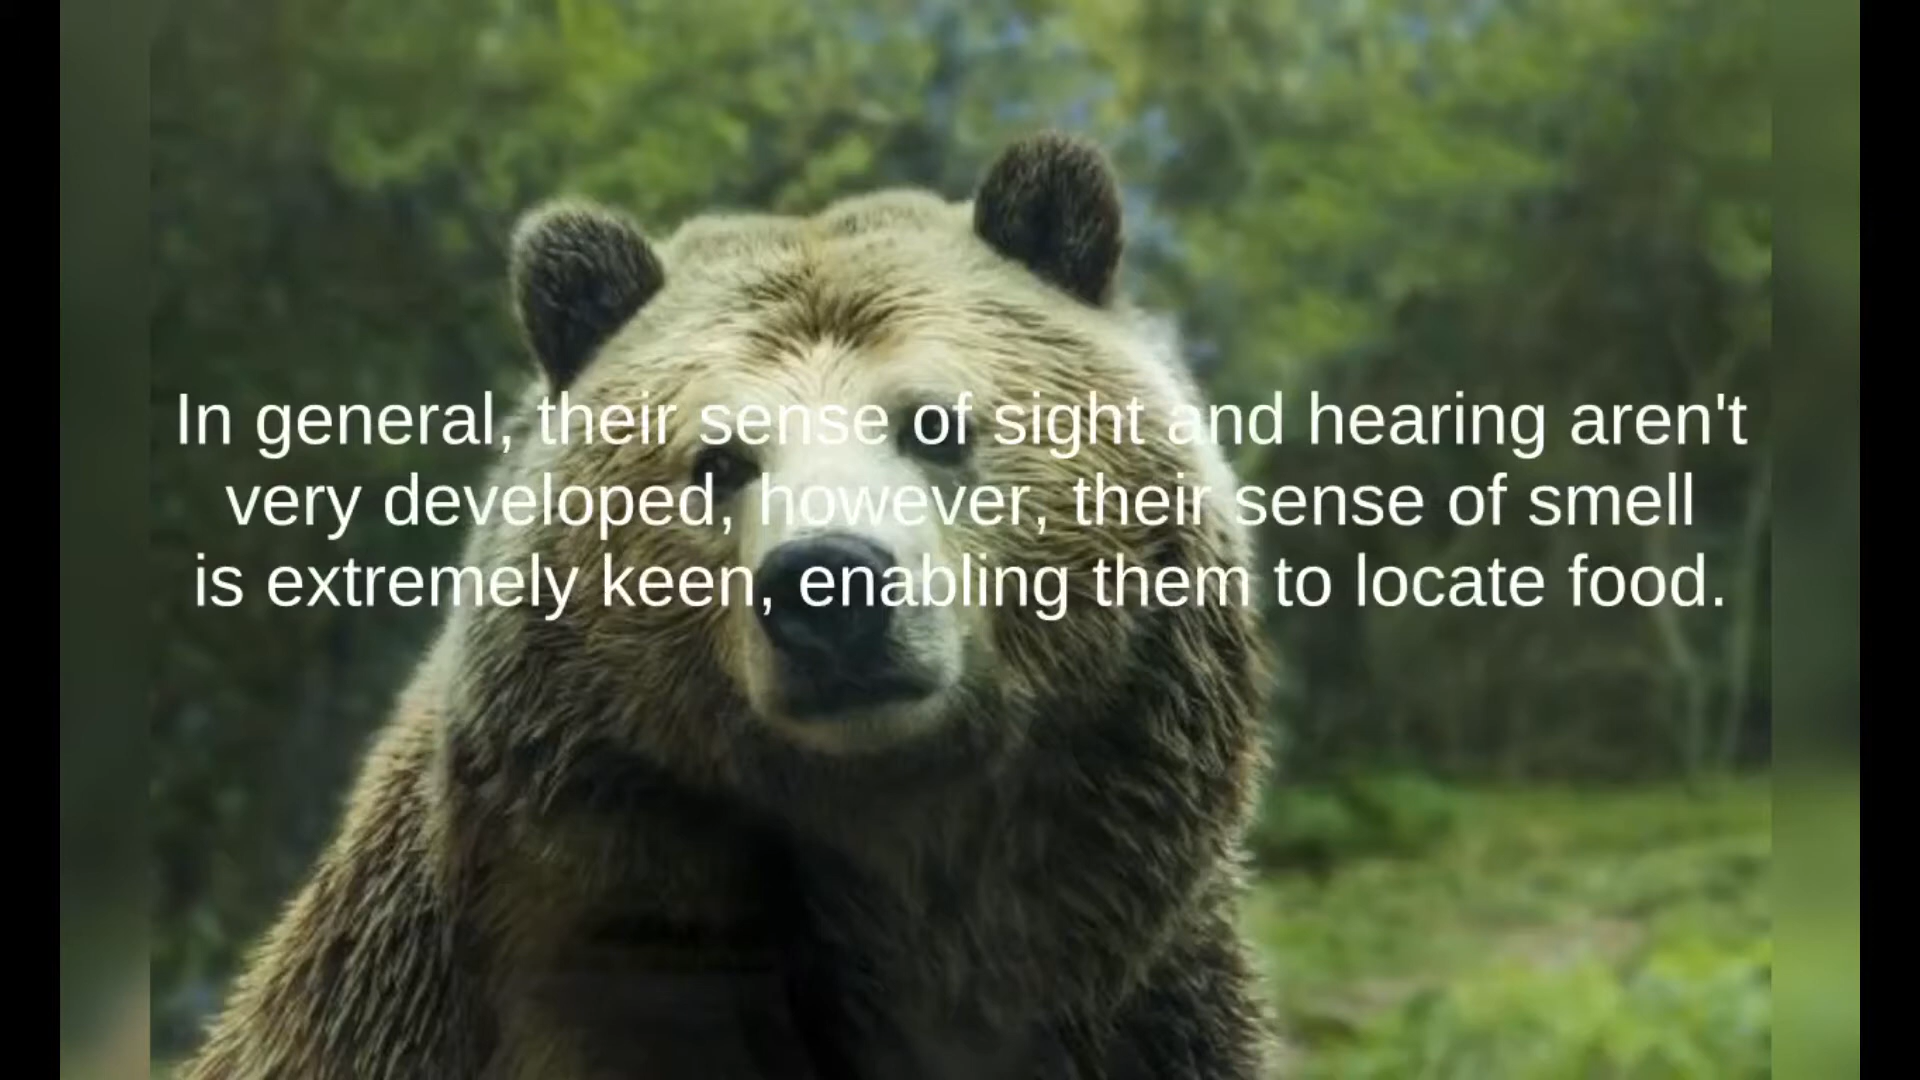 In general, their sense of sight and hearing aren't
very developed, however, their sense of smell
is extremely keen, enabling them to locate food.